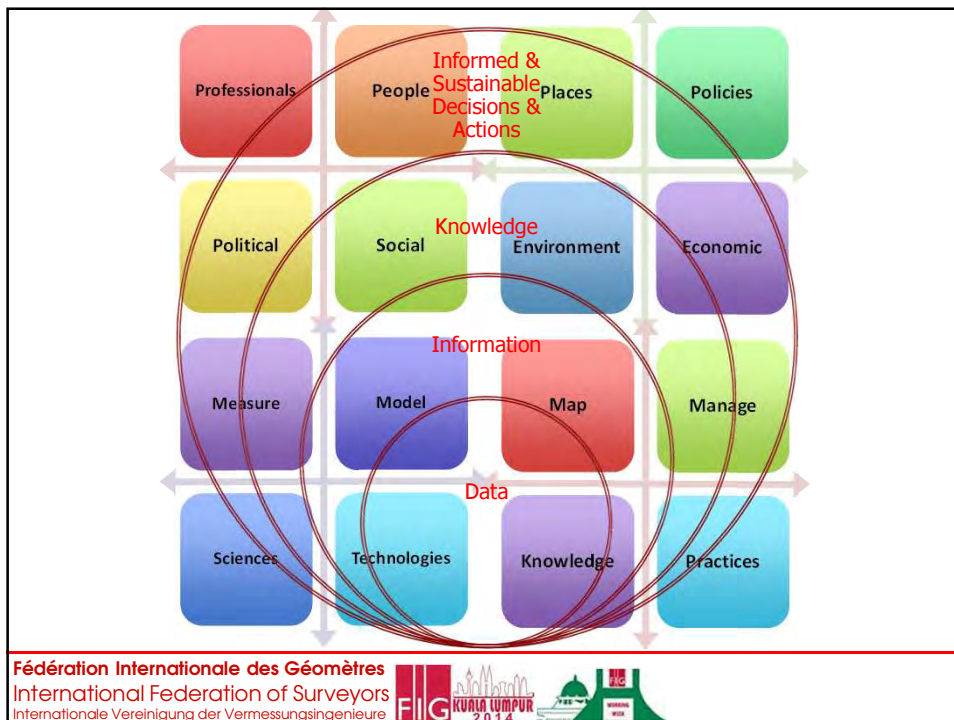 Informed &
Professionals People Sustainable Places Policies
Decisions &
Actions
Knowledge
Political Social Environment Economic
Information
Measure Model Map Manage
Data
Sciences Technologies Knowledge Practices
Fédération Internationale des Géomètres
International Federation of Surveyors
Internationale Vereinigung der Vermessungsingenieure
FIG KUALA LUMPUR
2014
WORKING
WEEK